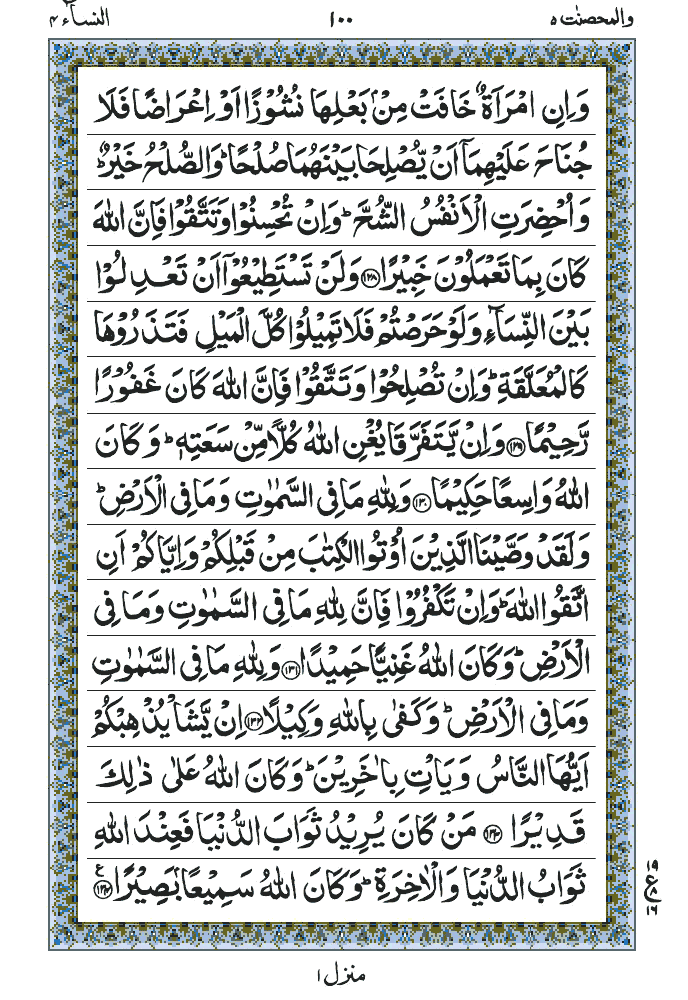 والمحصنٰت ٥ ١٠٠ النسآء ٤
وَاِنِ امْرَاَةٌ خَافَتْ مِنْۢ بَعْلِهَا نُشُوْزًا اَوْ اِعْرَاضًا فَلَا
جُنَاحَ عَلَيْهِمَاۤ اَنْ يُّصْلِحَا بَيْنَهُمَا صُلْحًا ؕ وَالصُّلْحُ خَيْرٌ ؕ
وَاُحْضِرَتِ الْاَنْفُسُ الشُّحَّ ؕ وَاِنْ تُحْسِنُوْا وَتَتَّقُوْا فَاِنَّ اللّٰهَ
كَانَ بِمَا تَعْمَلُوْنَ خَبِيْرًا ﴿۱۲۸﴾ وَلَنْ تَسْتَطِيْعُوْۤا اَنْ تَعْدِلُوْا
بَيْنَ النِّسَآءِ وَلَوْ حَرَصْتُمْ فَلَا تَمِيْلُوْا كُلَّ الْمَيْلِ فَتَذَرُوْهَا
كَالْمُعَلَّقَةِ ؕ وَاِنْ تُصْلِحُوْا وَتَتَّقُوْا فَاِنَّ اللّٰهَ كَانَ غَفُوْرًا
رَّحِيْمًا ﴿۱۲۹﴾ وَاِنْ يَّتَفَرَّقَا يُغْنِ اللّٰهُ كُلًّا مِّنْ سَعَتِهٖ ؕ وَكَانَ
اللّٰهُ وَاسِعًا حَكِيْمًا ﴿۱۳۰﴾ وَلِلّٰهِ مَا فِى السَّمٰوٰتِ وَمَا فِى الْاَرْضِ ؕ
وَلَقَدْ وَصَّيْنَا الَّذِيْنَ اُوْتُوا الْكِتٰبَ مِنْ قَبْلِكُمْ وَاِيَّاكُمْ اَنِ
اتَّقُوا اللّٰهَ ؕ وَاِنْ تَكْفُرُوْا فَاِنَّ لِلّٰهِ مَا فِى السَّمٰوٰتِ وَمَا فِى
الْاَرْضِ ؕ وَكَانَ اللّٰهُ غَنِيًّا حَمِيْدًا ﴿۱۳۱﴾ وَلِلّٰهِ مَا فِى السَّمٰوٰتِ
وَمَا فِى الْاَرْضِ ؕ وَكَفٰى بِاللّٰهِ وَكِيْلًا ﴿۱۳۲﴾ اِنْ يَّشَاْ يُذْهِبْكُمْ
اَيُّهَا النَّاسُ وَيَاْتِ بِاٰخَرِيْنَ ؕ وَكَانَ اللّٰهُ عَلٰى ذٰلِكَ
قَدِيْرًا ﴿۱۳۳﴾ مَنْ كَانَ يُرِيْدُ ثَوَابَ الدُّنْيَا فَعِنْدَ اللّٰهِ
ثَوَابُ الدُّنْيَا وَالْاٰخِرَةِ ؕ وَكَانَ اللّٰهُ سَمِيْعًاۢ بَصِيْرًا ﴿۱۳۴﴾ ع
۱۹
ع
۱۶
منزل ١